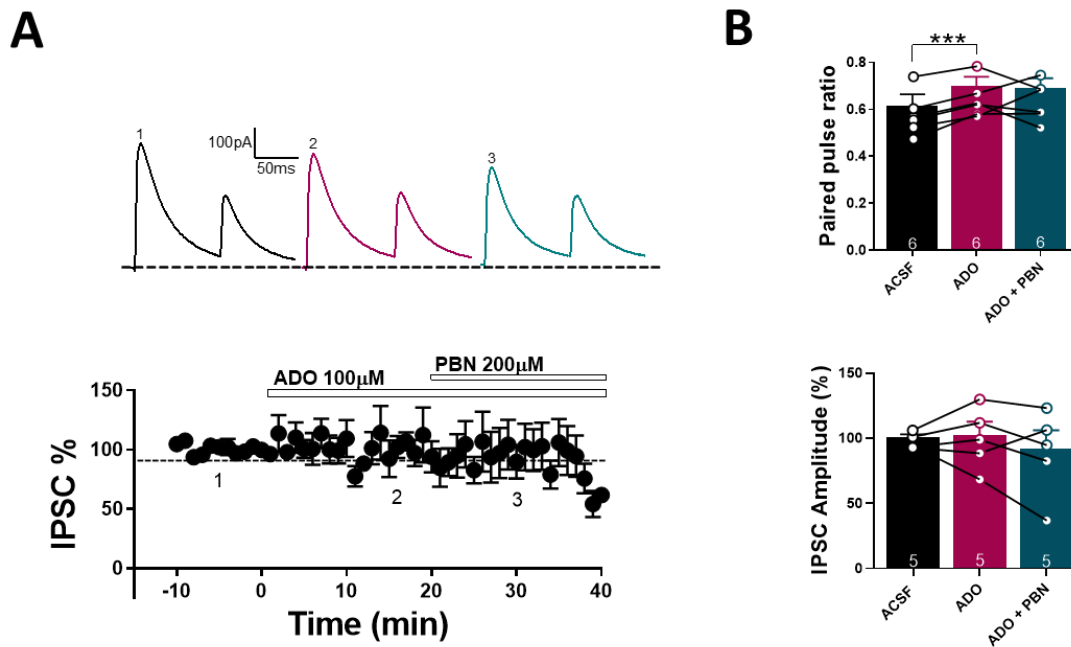 A
1
100pA
50ms
2
3
PBN 200μM
ADO 100μM
IPSC %
150
100
50
0
1
2
3
-10
0
10
20
30
40
Time (min)
B
***
Paired pulse ratio
0.8
0.6
0.4
0.2
0.0
6
6
6
ACSF
ADO
ADO + PBN
IPSC Amplitude (%)
150
100
50
0
5
5
5
ACSF
ADO
ADO + PBN